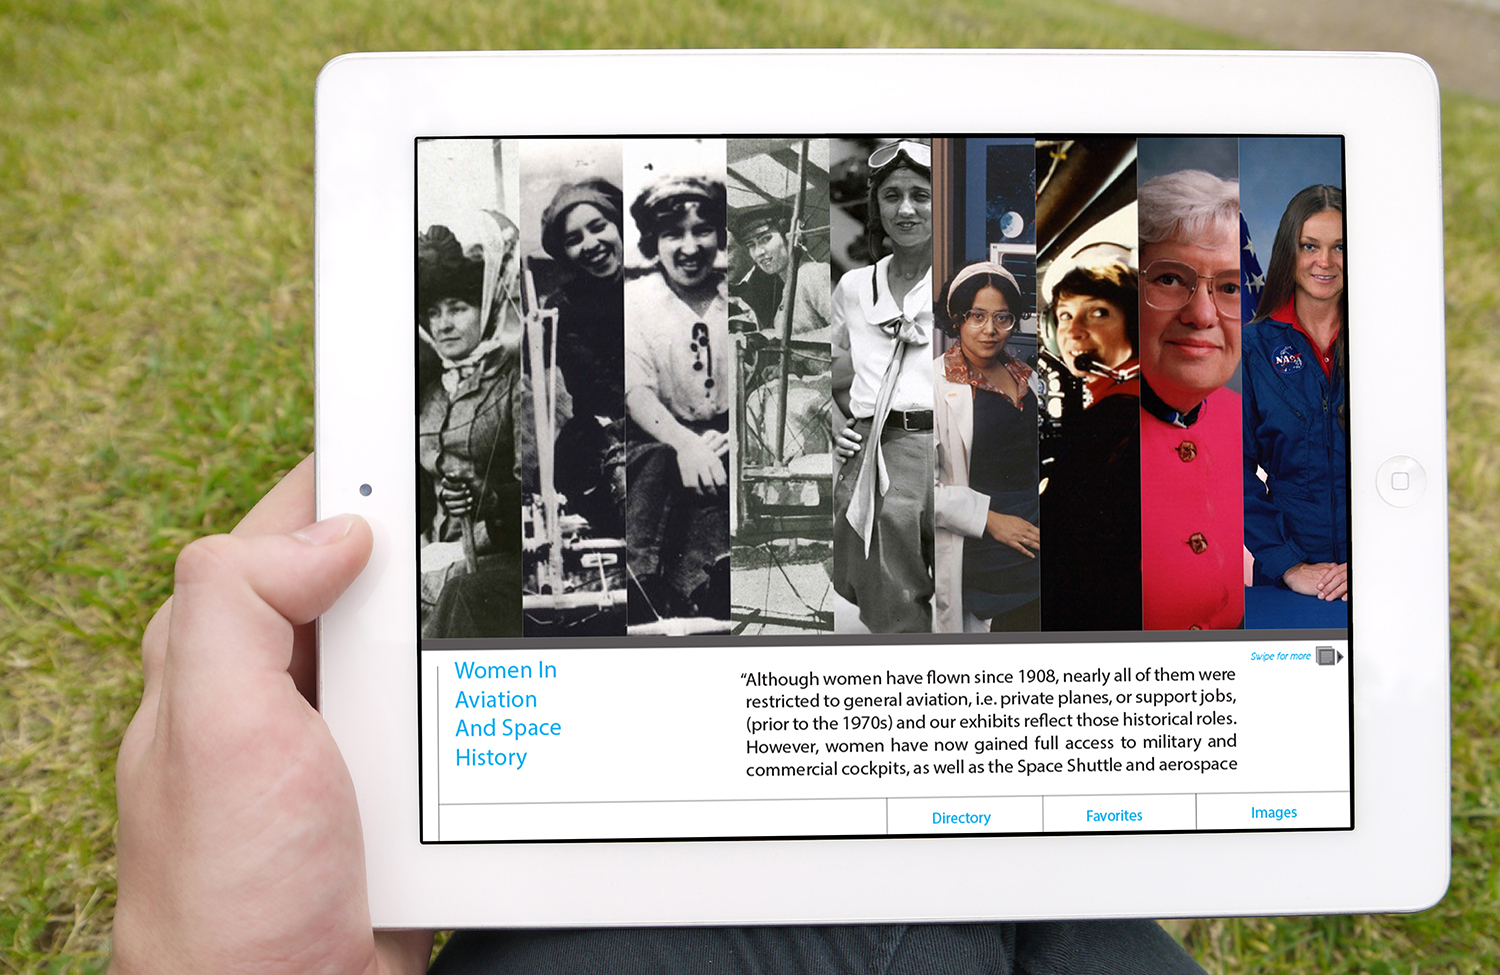 NASA
Women In
Aviation
And Space
History
Swipe for more
“Although women have flown since 1908, nearly all of them were
restricted to general aviation, i.e. private planes, or support jobs,
(prior to the 1970s) and our exhibits reflect those historical roles.
However, women have now gained full access to military and
commercial cockpits, as well as the Space Shuttle and aerospace
Directory
Favorites
Images